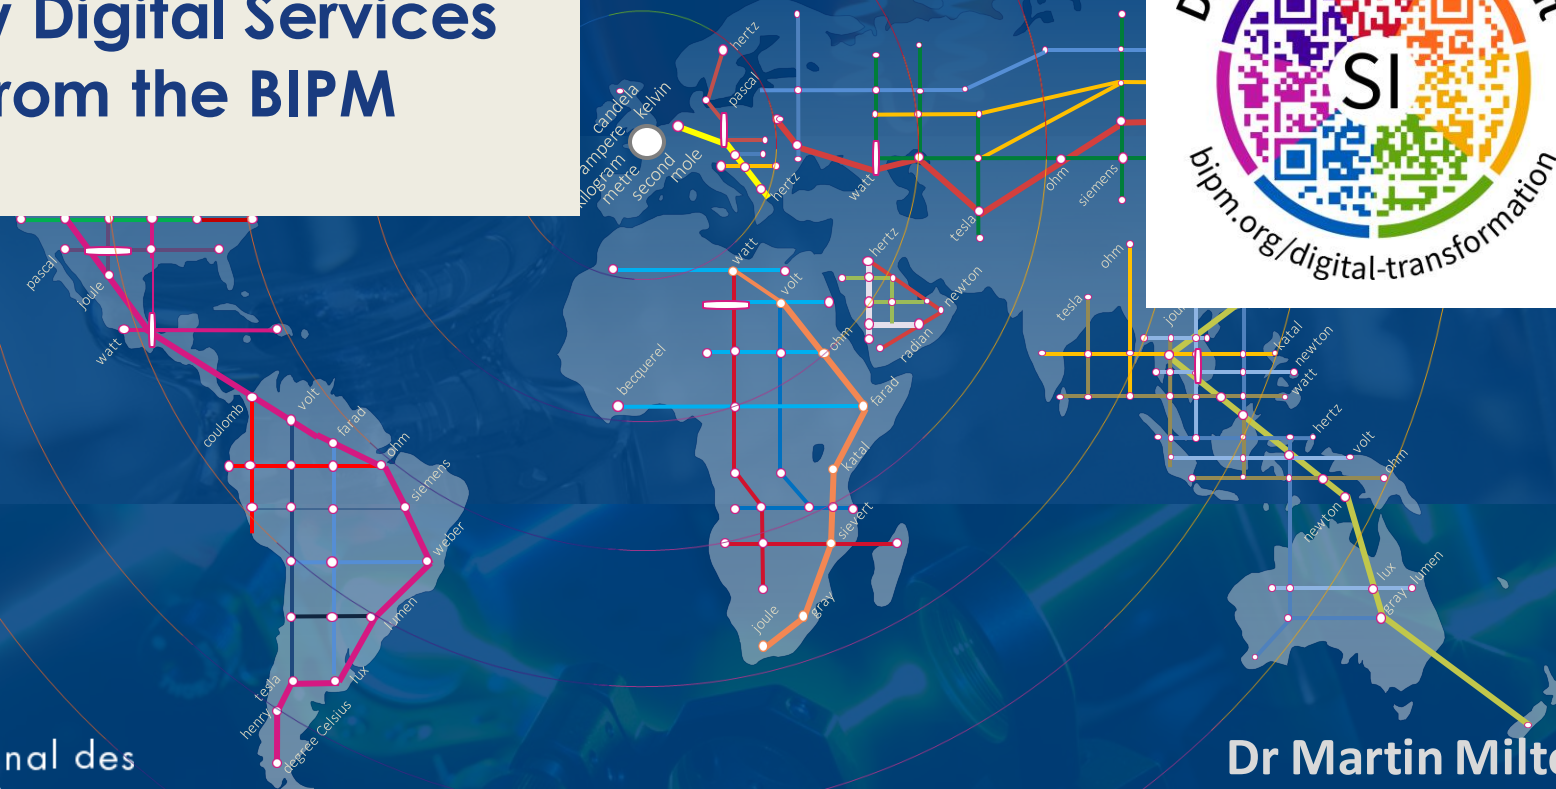 y Digital Services
rom the BIPM
SI
bipm.org/digital-transformation
hertz
pascal
candela
kelvin
ampere
kilogram
metre
second
mole
hertz
watt
tesla
ohm
siemens
ohm
tesla
pascal
joule
watt
coulomb
volt
farad
ohm
siemens
weber
lumen
lux
tesla
henry
degree Celsius
watt
volt
ohm
becquerel
farad
katal
sievert
gray
joule
hertz
newton
radian
jou
katal
newton
watt
hertz
volt
ohm
newton
lux
lumen
gray
nal des
Dr Martin Milt